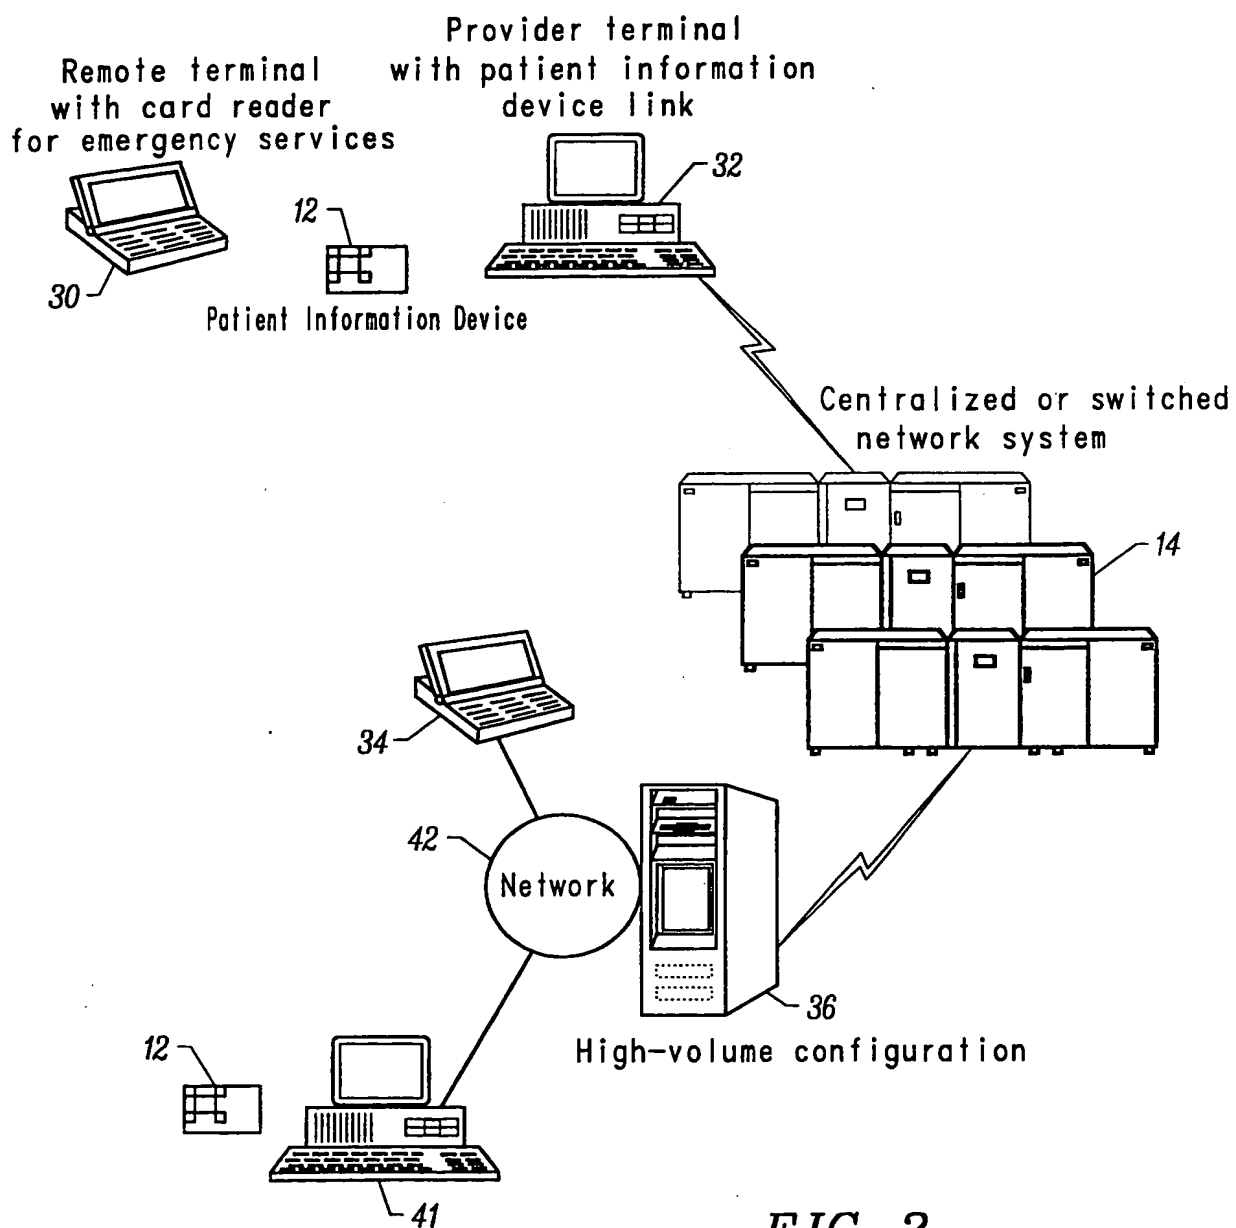 Provider terminal
with patient information
device link
Remote terminal
with card reader
for emergency services
32
12
30
Patient Information Device
Centralized or switched
network system
14
34
42
Network
36
High-volume configuration
12
41